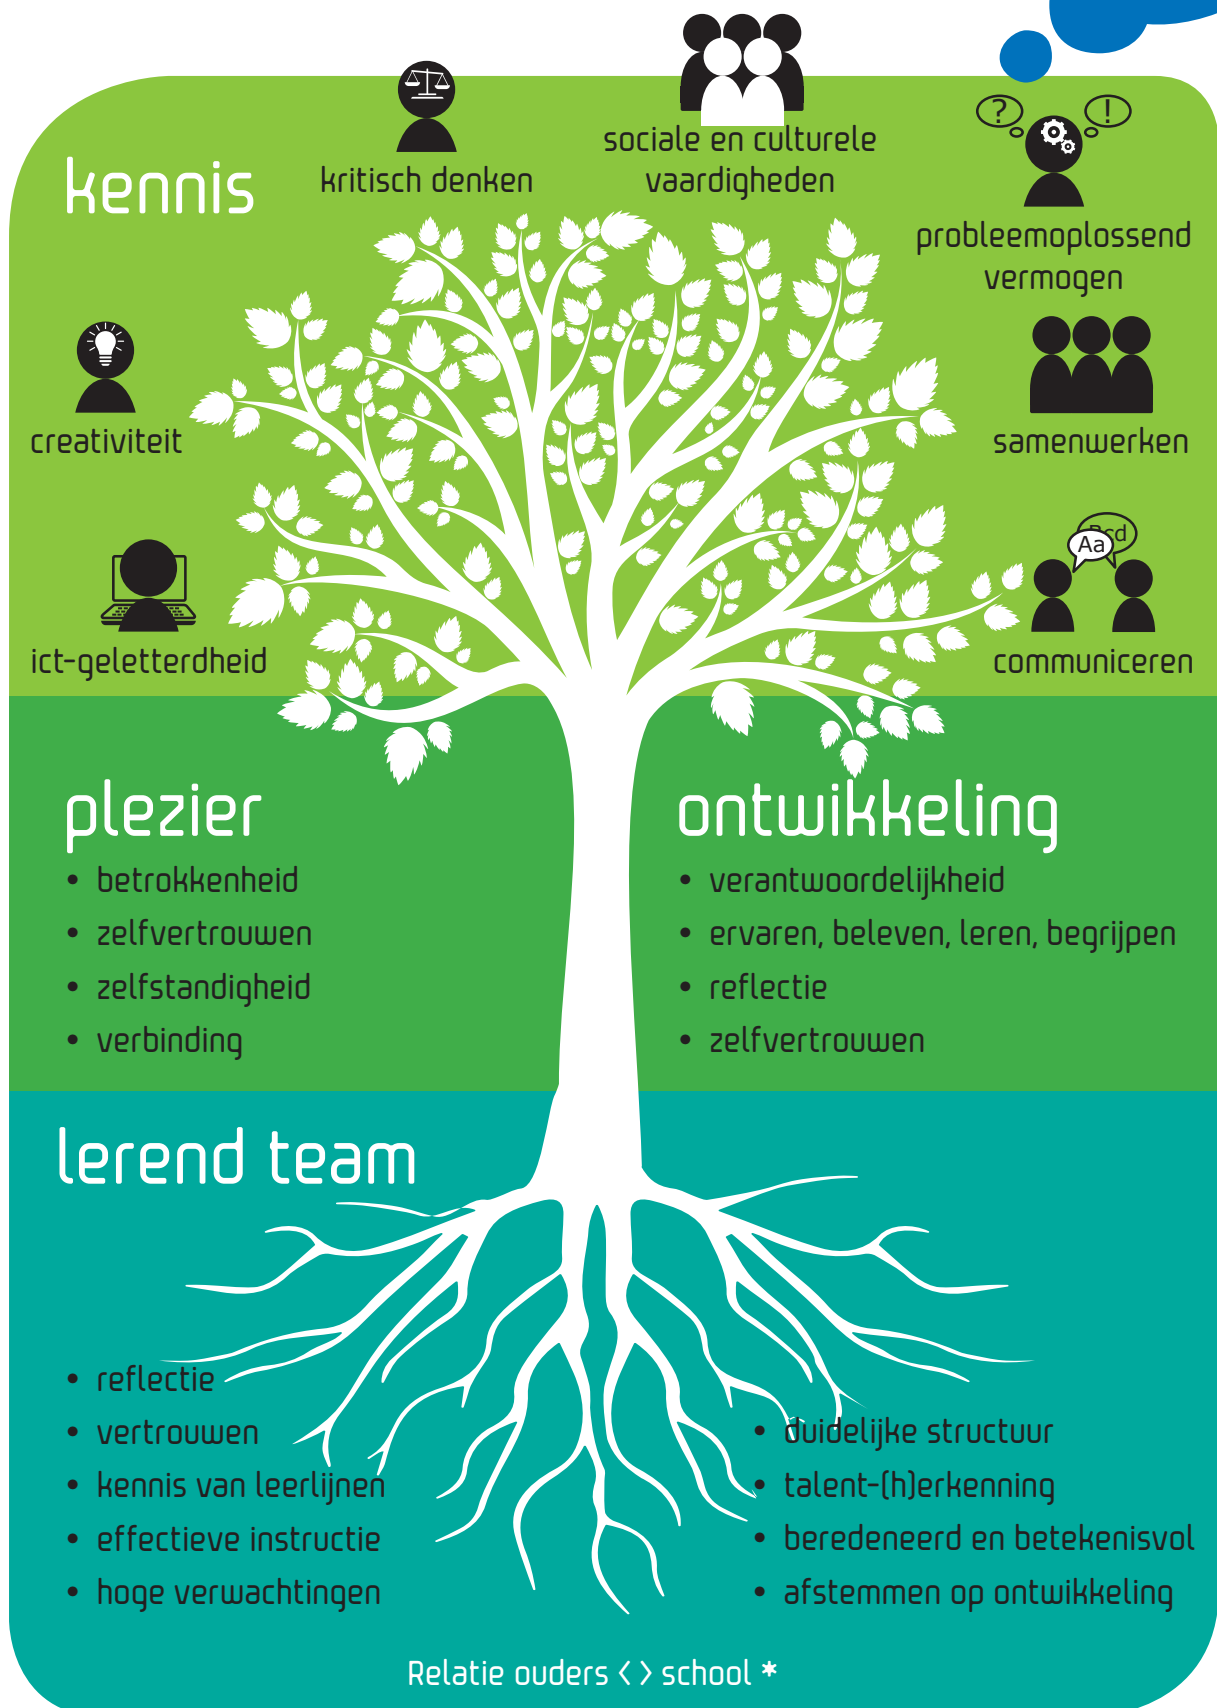 kennis
kritisch denken
sociale en culturele
vaardigheden
? !
probleemoplossend
vermogen
creativiteit
samenwerken
ict-geletterdheid
Aa Bcd
communiceren
plezier
• betrokkenheid
• zelfvertrouwen
• zelfstandigheid
• verbinding
ontwikkeling
• verantwoordelijkheid
• ervaren, beleven, leren, begrijpen
• reflectie
• zelfvertrouwen
lerend team
• reflectie
• vertrouwen
• kennis van leerlijnen
• effectieve instructie
• hoge verwachtingen
• duidelijke structuur
• talent-(h)erkenning
• beredeneerd en betekenisvol
• afstemmen op ontwikkeling
Relatie ouders < > school *